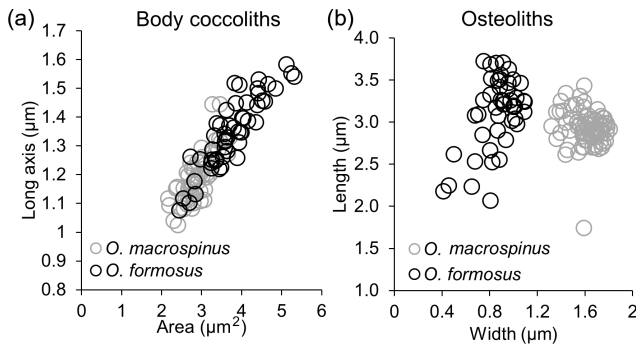 (a) Body coccoliths
1.7
1.6
1.5
1.4
1.3
1.2
1.1
1
0.9
0.8
Long axis (µm)
O. macrospinus
O. formosus
0 1 2 3 4 5 6
Area (µm²)
(b) Osteoliths
4.0
3.5
3.0
2.5
2.0
1.5
1.0
Length (µm)
O. macrospinus
O. formosus
0 0.4 0.8 1.2 1.6 2
Width (µm)